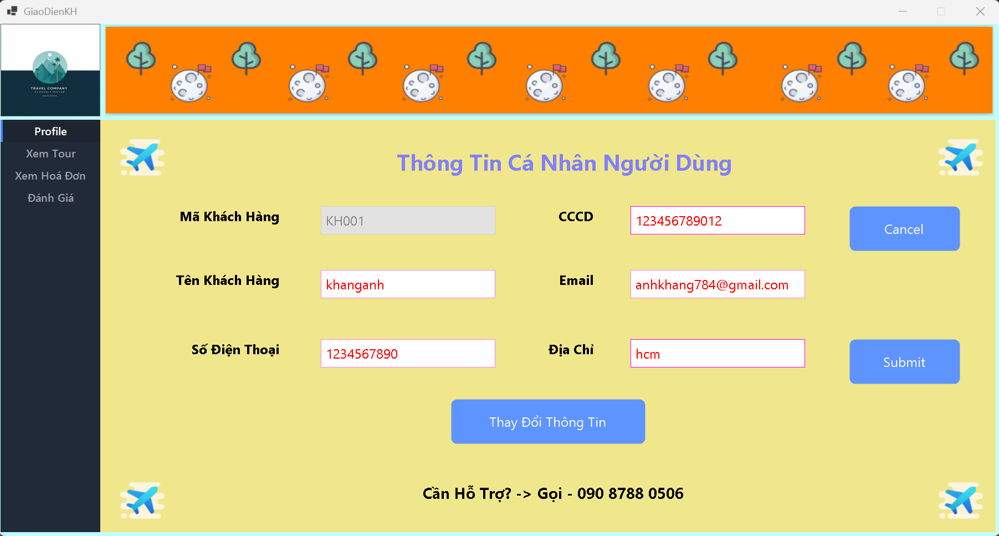 GiaoDienKH
TRAVEL COMPANY
Profile
Xem Tour
Xem Hoá Đơn
Đánh Giá
Thông Tin Cá Nhân Người Dùng
Mã Khách Hàng KH001 CCCD 123456789012 Cancel
Tên Khách Hàng khanganh Email anhkhang784@gmail.com
Số Điện Thoại 1234567890 Địa Chỉ hcm Submit
Thay Đổi Thông Tin
Cần Hỗ Trợ? -> Gọi - 090 8788 0506